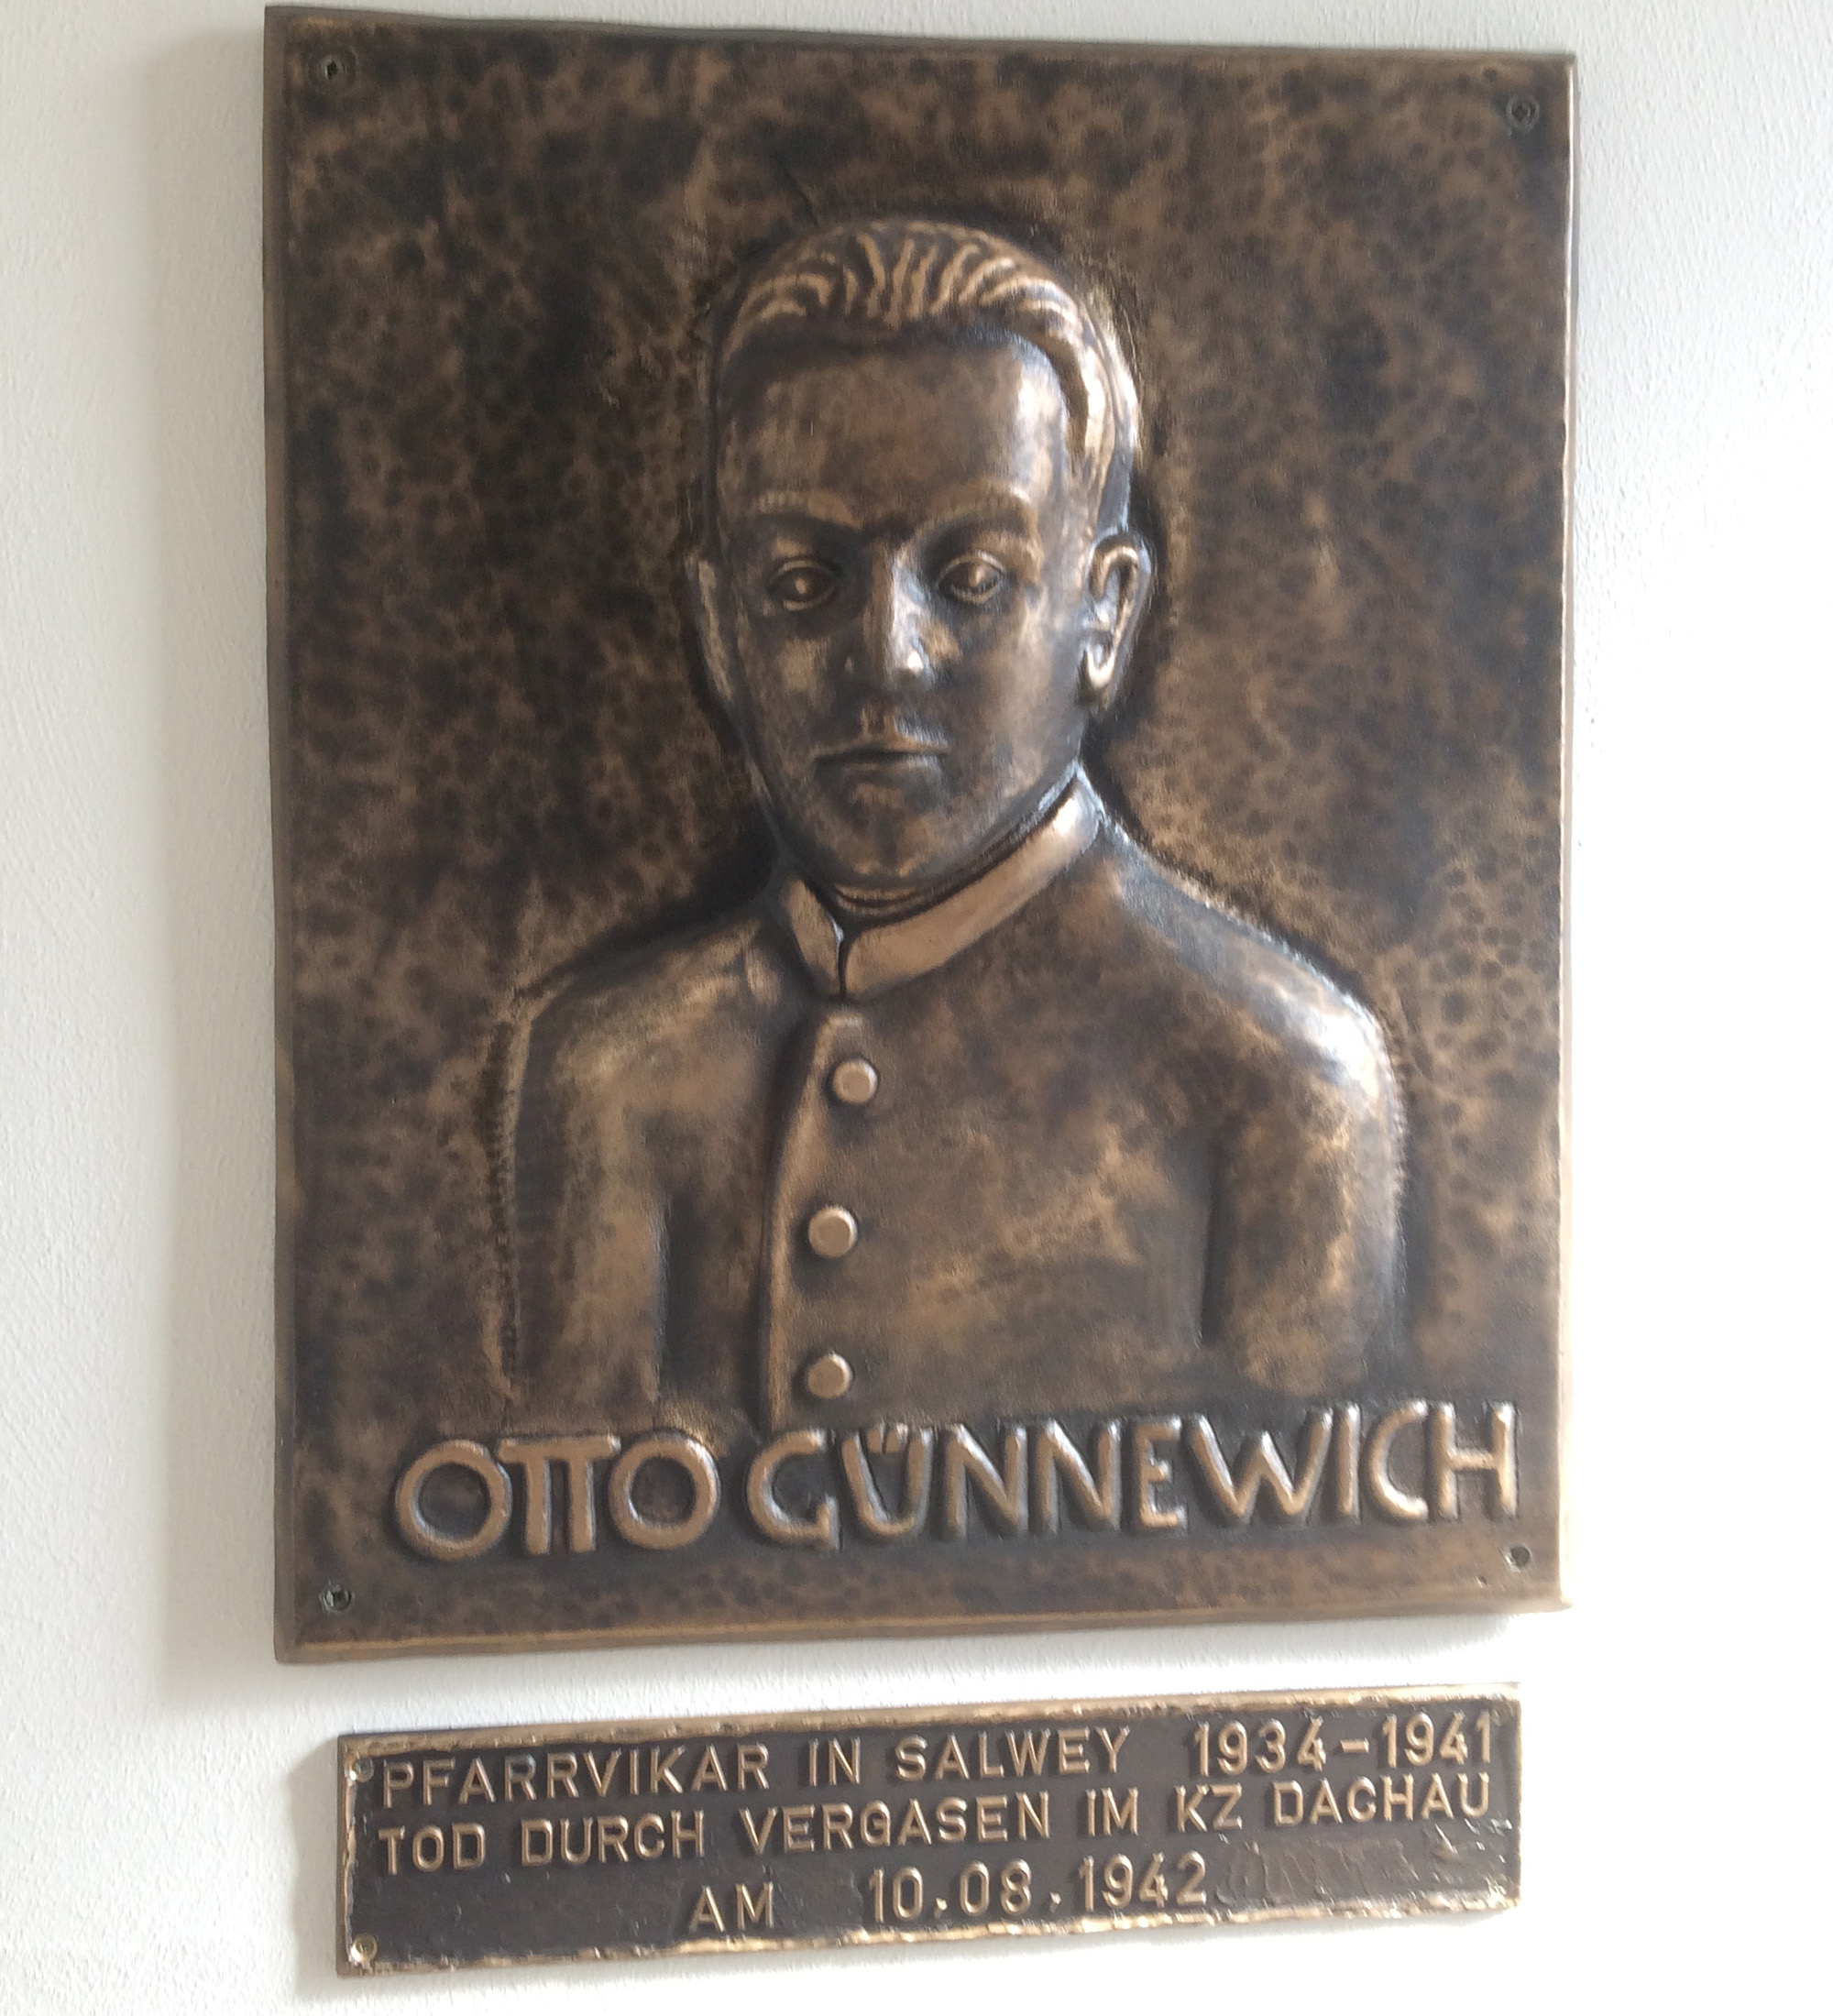 OTTO GÜNNEWICH
PFARRVIKAR IN SALWEY 1934-1941
TOD DURCH VERGASEN IM KZ DACHAU
AM 10.08.1942